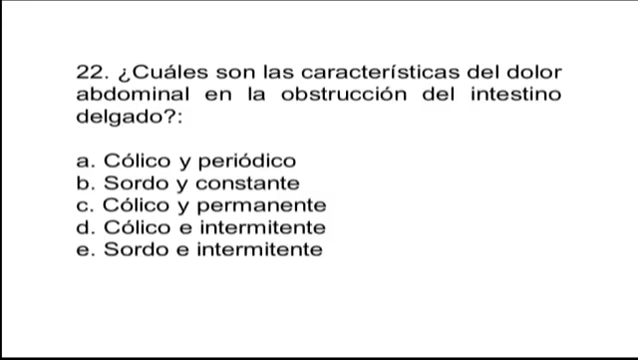 22. ¿Cuáles son las características del dolor
abdominal en la obstrucción del intestino
delgado?:
a. Cólico y periódico
b. Sordo y constante
c. Cólico y permanente
d. Cólico e intermitente
e. Sordo e intermitente